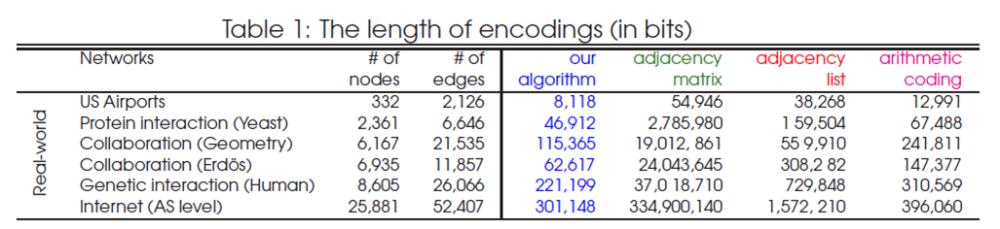 Table 1: The length of encodings (in bits)
Networks # of # of our adjacency adjacency arithmetic
nodes edges algorithm matrix list coding
US Airports 332 2,126 8,118 54,946 38,268 12,991
Protein interaction (Yeast) 2,361 6,646 46,912 2,785,980 1 59,504 67,488
Collaboration (Geometry) 6,167 21,535 115,365 19,012, 861 55 9,910 241,811
Collaboration (Erdös) 6,935 11,857 62,617 24,043,645 308,2 82 147,377
Genetic interaction (Human) 8,605 26,066 221,199 37,0 18,710 729,848 310,569
Internet (AS level) 25,881 52,407 301,148 334,900,140 1,572, 210 396,060
Real-world